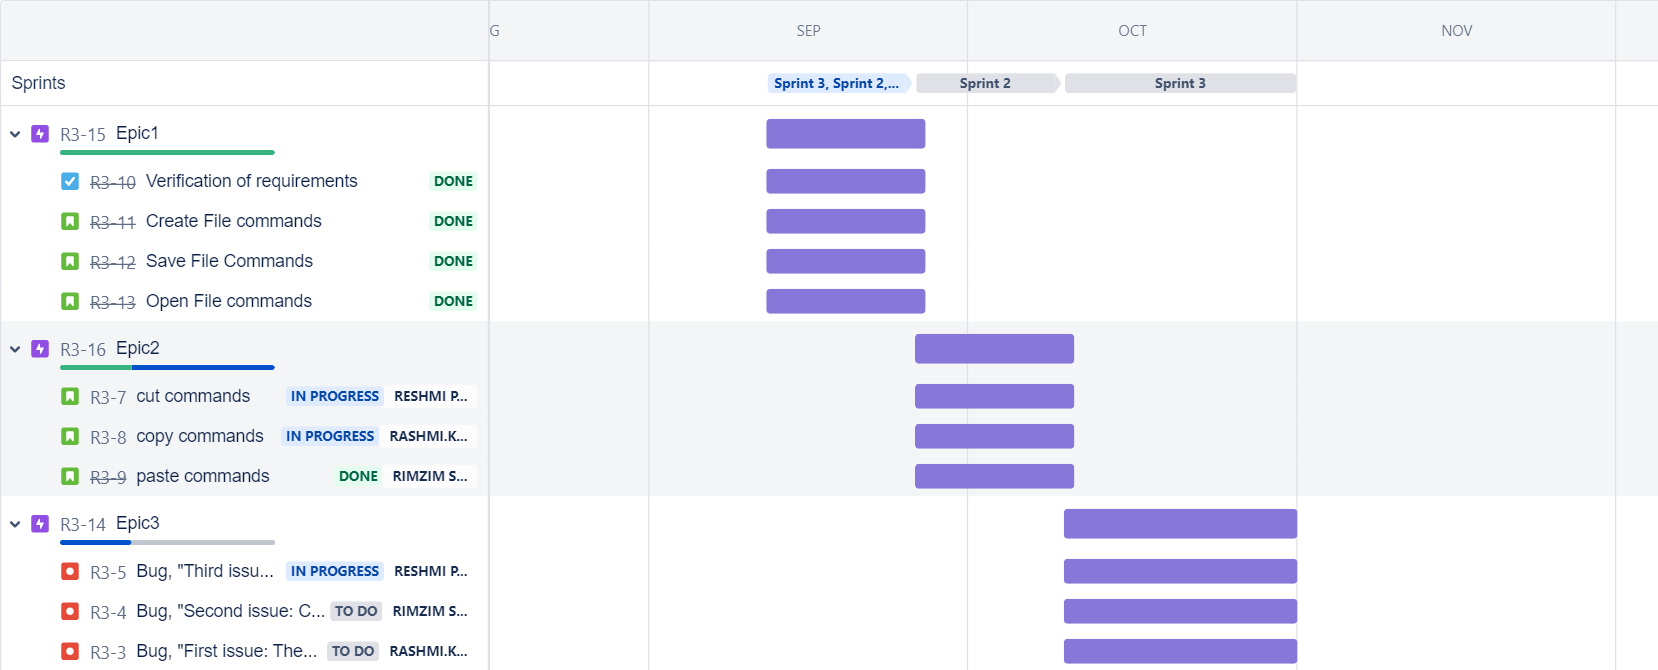 G SEP OCT NOV
Sprints Sprint 3, Sprint 2,... Sprint 2 Sprint 3
R3-15 Epic1
R3-10 Verification of requirements DONE
R3-11 Create File commands DONE
R3-12 Save File Commands DONE
R3-13 Open File commands DONE
R3-16 Epic2
R3-7 cut commands IN PROGRESS RESHMI P...
R3-8 copy commands IN PROGRESS RASHMI.K...
R3-9 paste commands DONE RIMZIM S...
R3-14 Epic3
R3-5 Bug, "Third issu... IN PROGRESS RESHMI P...
R3-4 Bug, "Second issue: C... TO DO RIMZIM S...
R3-3 Bug, "First issue: The... TO DO RASHMI.K...